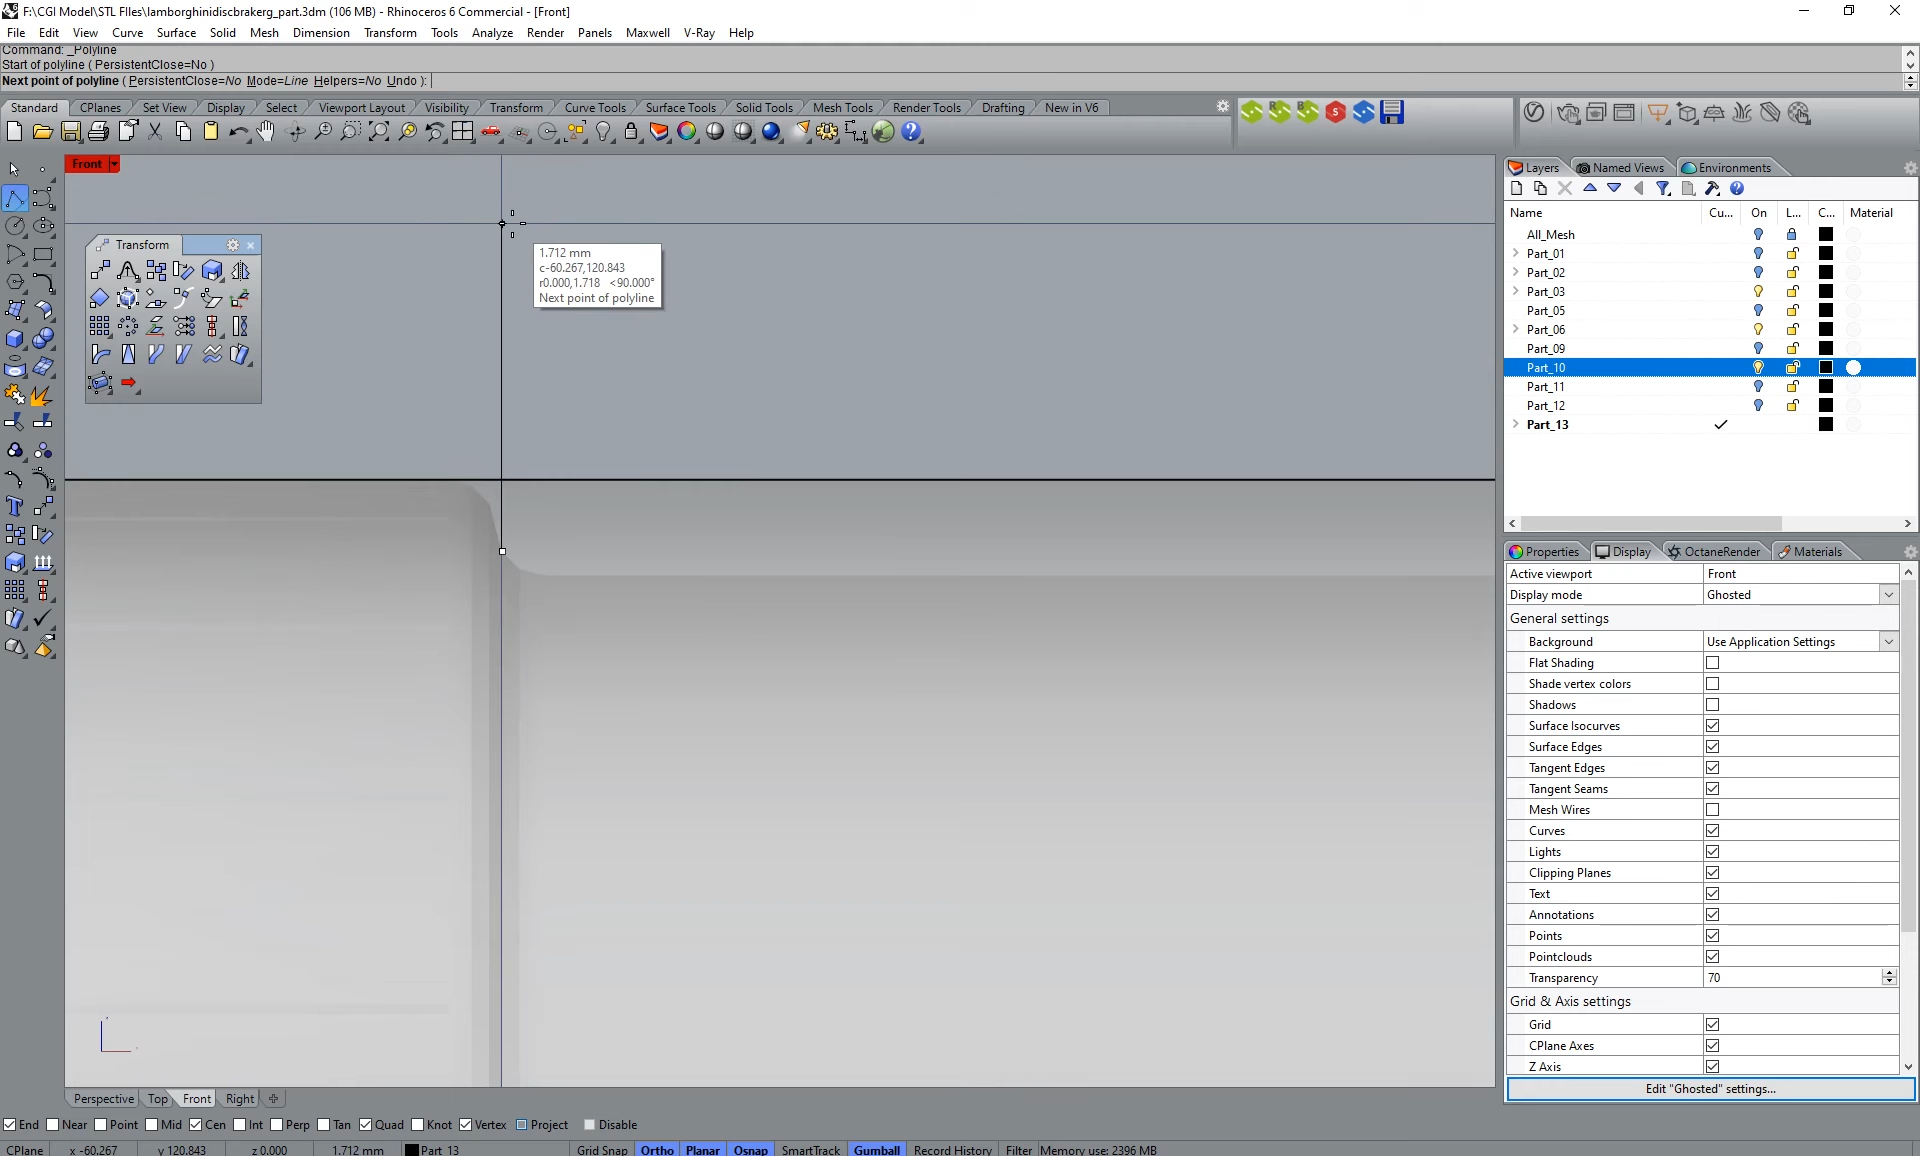 F:\CGI Model\STL FIles\lamborghinidiscbrakerg_part.3dm (106 MB) - Rhinoceros 6 Commercial - [Front]
File Edit View Curve Surface Solid Mesh Dimension Transform Tools Analyze Render Panels Maxwell V-Ray Help
Command: _Polyline
Start of polyline ( PersistentClose=No )
Next point of polyline ( PersistentClose=No Mode=Line Helpers=No Undo ):
Standard CPlanes Set View Display Select Viewport Layout Visibility Transform Curve Tools Surface Tools Solid Tools Mesh Tools Render Tools Drafting New in V6
Front
Transform
1.712 mm
c-60.267,120.843
r0.000,1.718 <90.000°
Next point of polyline
Layers Named Views Environments
Name Cu... On L... C... Material
All_Mesh
Part_01
Part_02
Part_03
Part_05
Part_06
Part_09
Part_10
Part_11
Part_12
Part_13
Properties Display OctaneRender Materials
Active viewport Front
Display mode Ghosted
General settings
Background Use Application Settings
Flat Shading
Shade vertex colors
Shadows
Surface Isocurves
Surface Edges
Tangent Edges
Tangent Seams
Mesh Wires
Curves
Lights
Clipping Planes
Text
Annotations
Points
Pointclouds
Transparency 70
Grid & Axis settings
Grid
CPlane Axes
Z Axis
Edit "Ghosted" settings...
Perspective Top Front Right
End Near Point Mid Cen Int Perp Tan Quad Knot Vertex Project Disable
CPlane x -60.267 y 120.843 z 0.000 1.712 mm Part_13 Grid Snap Ortho Planar Osnap SmartTrack Gumball Record History Filter Memory use: 2396 MB